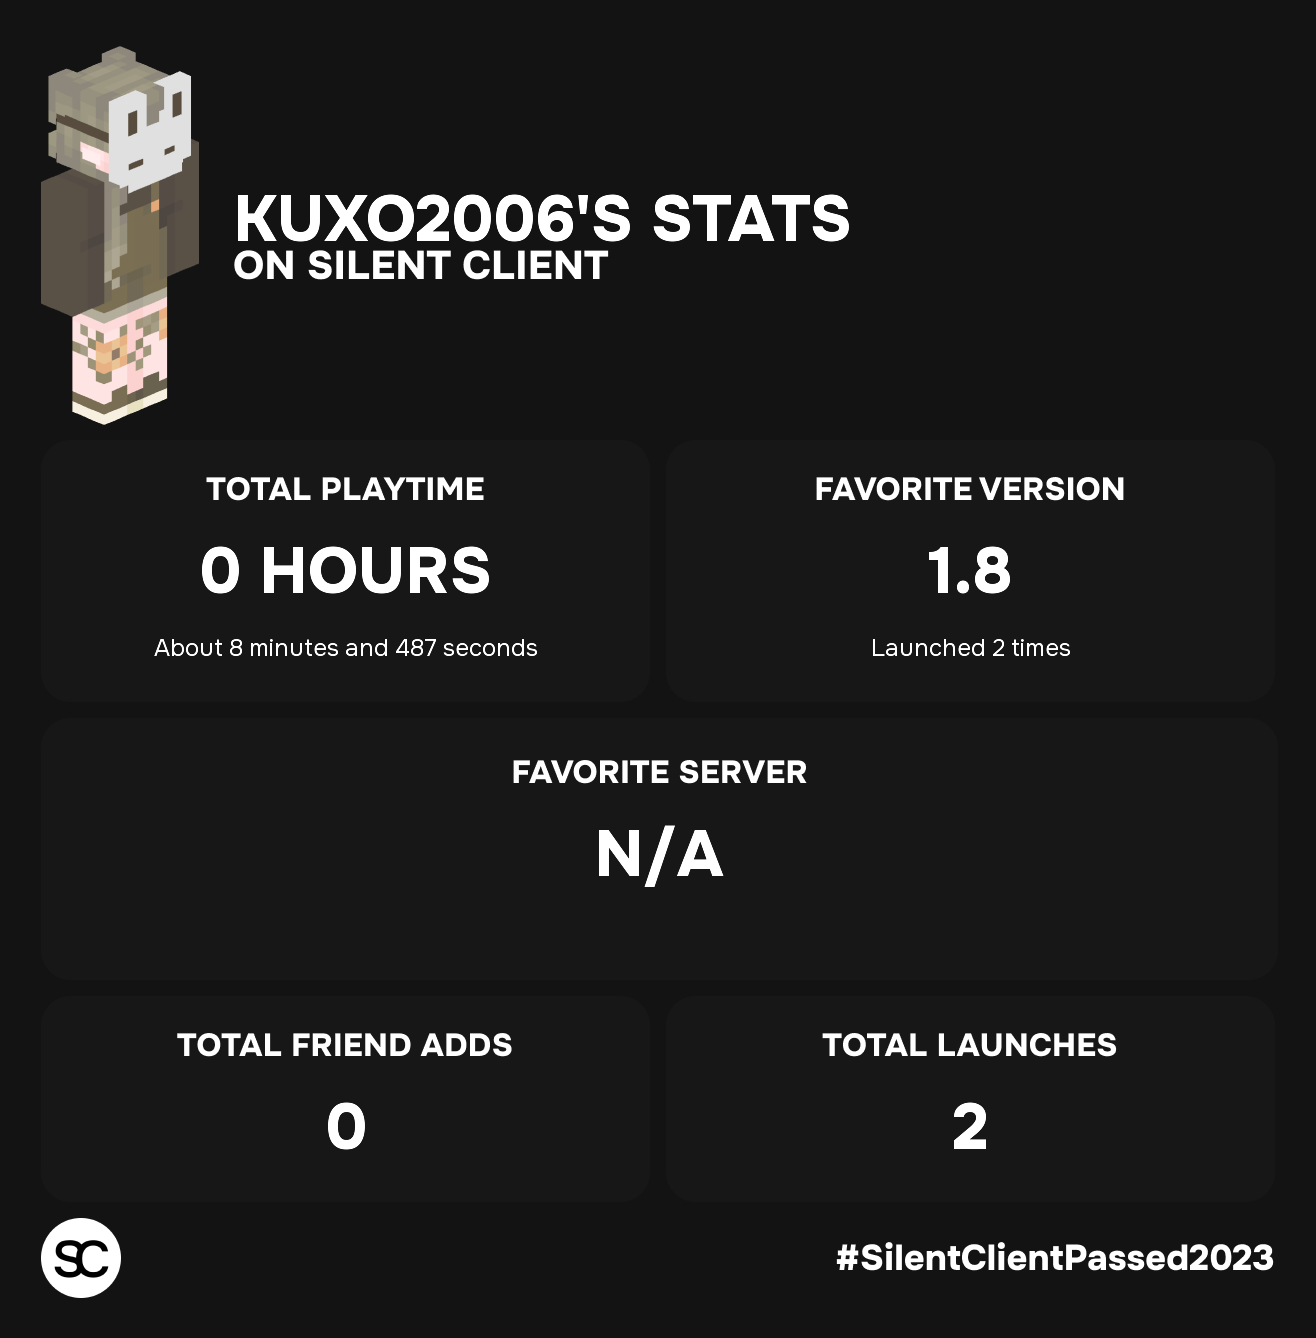 KUXO2006'S STATS
ON SILENT CLIENT
TOTAL PLAYTIME
0 HOURS
About 8 minutes and 487 seconds
FAVORITE VERSION
1.8
Launched 2 times
FAVORITE SERVER
N/A
TOTAL FRIEND ADDS
0
TOTAL LAUNCHES
2
SC
#SilentClientPassed2023